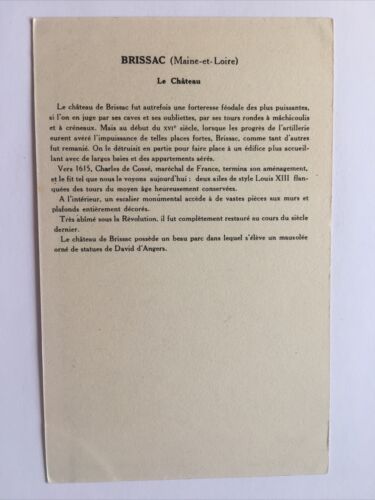 BRISSAC (Maine-et-Loire)
Le Château
Le château de Brissac fut autrefois une forteresse féodale des plus puissantes,
si l'on en juge par ses caves et ses oubliettes, par ses tours rondes à mâchicoulis
et à créneaux. Mais au début du XVIe siècle, lorsque les progrès de l'artillerie
eurent avéré l'impuissance de telles places fortes, Brissac, comme tant d'autres
fut remanié. On le détruisit en partie pour faire place à un édifice plus accueil-
lant avec de larges baies et des appartements aérés.
Vers 1615, Charles de Cossé, maréchal de France, termina son aménagement,
et le fit tel que nous le voyons aujourd'hui : deux ailes de style Louis XIII flan-
quées des tours du moyen âge heureusement conservées.
A l'intérieur, un escalier monumental accède à de vastes pièces aux murs et
plafonds entièrement décorés.
Très abîmé sous la Révolution, il fut complètement restauré au cours du siècle
dernier.
Le château de Brissac possède un beau parc dans lequel s'élève un mausolée
orné de statues de David d'Angers.